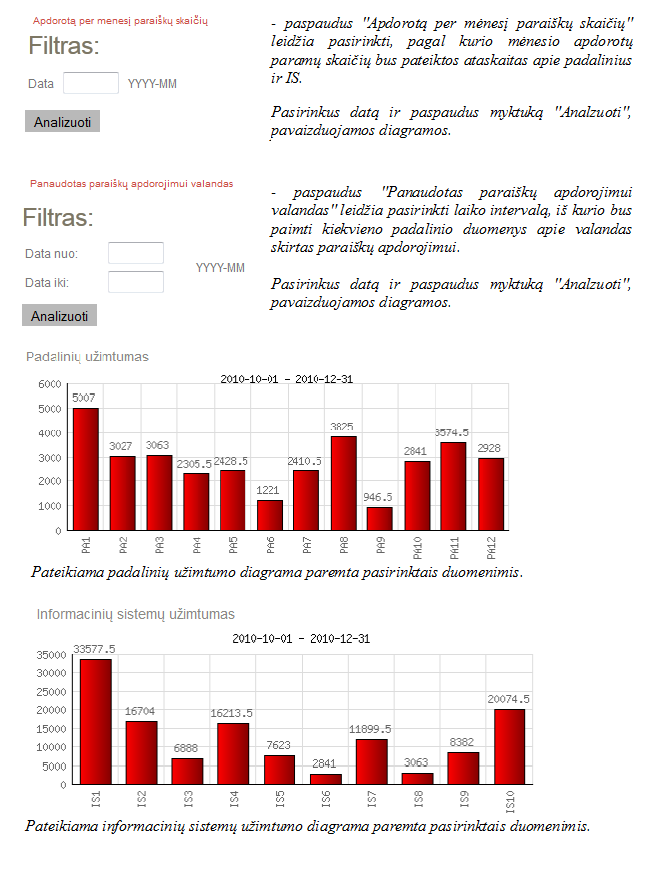 Apdorotą per menesį paraiškų skaičių
Filtras:
Data YYYY-MM
Analizuoti
- paspaudus "Apdorotą per mėnesį paraiškų skaičių"
leidžia pasirinkti, pagal kurio mėnesio apdorotų
paramų skaičių bus pateiktos ataskaitas apie padalinius
ir IS.
Pasirinkus datą ir paspaudus myktuką "Analzuoti",
pavaizduojamos diagramos.
Panaudotas paraiškų apdorojimui valandas
Filtras:
Data nuo:
YYYY-MM
Data iki:
Analizuoti
- paspaudus "Panaudotas paraiškų apdorojimui
valandas" leidžia pasirinkti laiko intervalą, iš kurio bus
paimti kiekvieno padalinio duomenys apie valandas
skirtas paraiškų apdorojimui.
Pasirinkus datą ir paspaudus myktuką "Analzuoti",
pavaizduojamos diagramos.
Padalinių užimtumas
2010-10-01 - 2010-12-31
6000
5000
4000
3000
2000
1000
0
5007 3027 3063 2305.5 2428.5 1221 2410.5 3825 946.5 2841 3574.5 2928
PA1 PA2 PA3 PA4 PA5 PA6 PA7 PA8 PA9 PA10 PA11 PA12
Pateikiama padalinių užimtumo diagrama paremta pasirinktais duomenimis.
Informacinių sistemų užimtumas
2010-10-01 - 2010-12-31
35000
30000
25000
20000
15000
10000
5000
0
33577.5 16704 6888 16213.5 7623 2841 11899.5 3063 8382 20074.5
IS1 IS2 IS3 IS4 IS5 IS6 IS7 IS8 IS9 IS10
Pateikiama informacinių sistemų užimtumo diagrama paremta pasirinktais duomenimis.